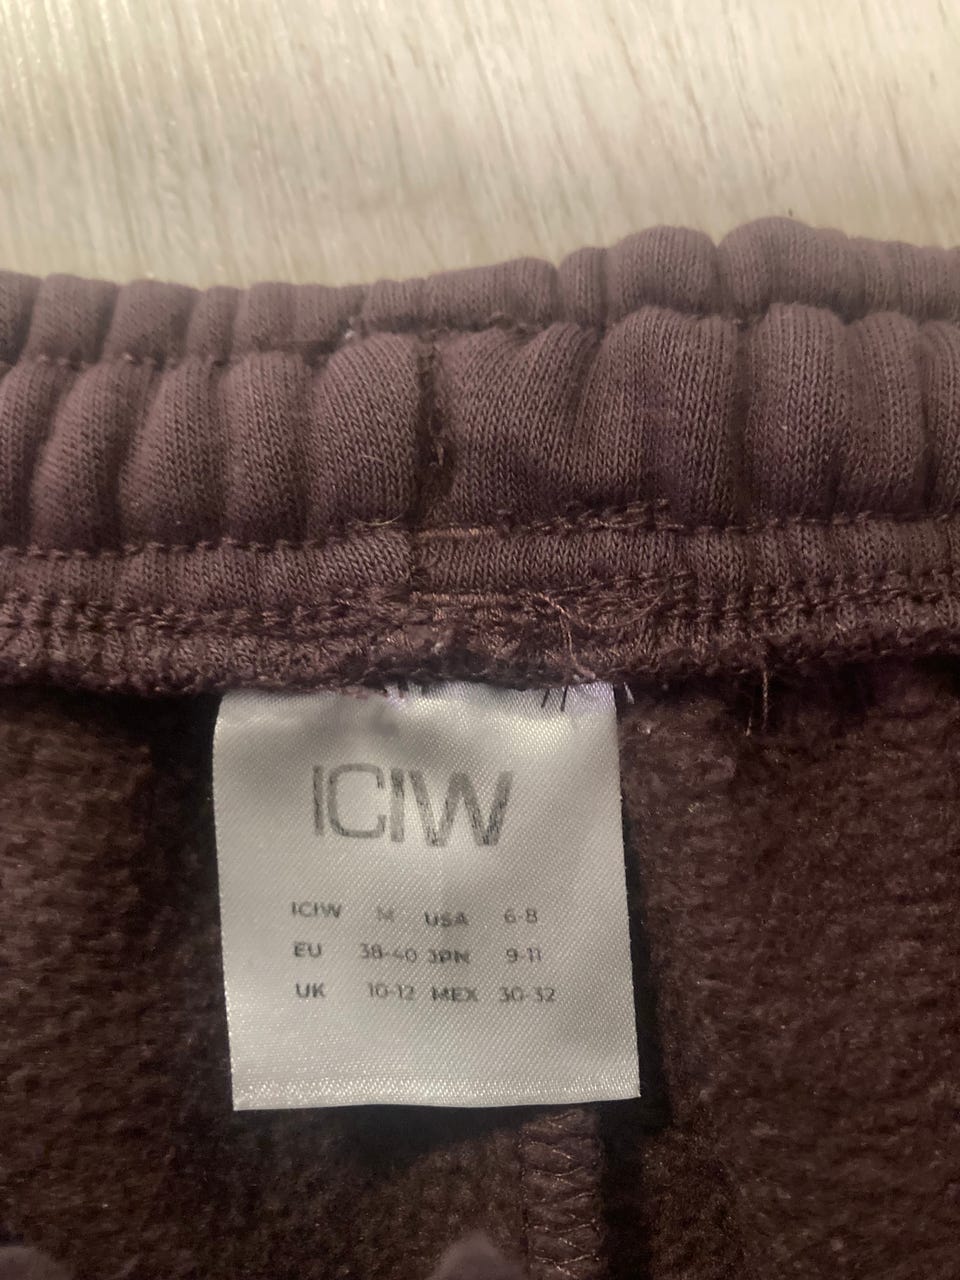 ICIW
ICIW M USA 6-8
EU 38-40 JPN 9-11
UK 10-12 MEX 30-32